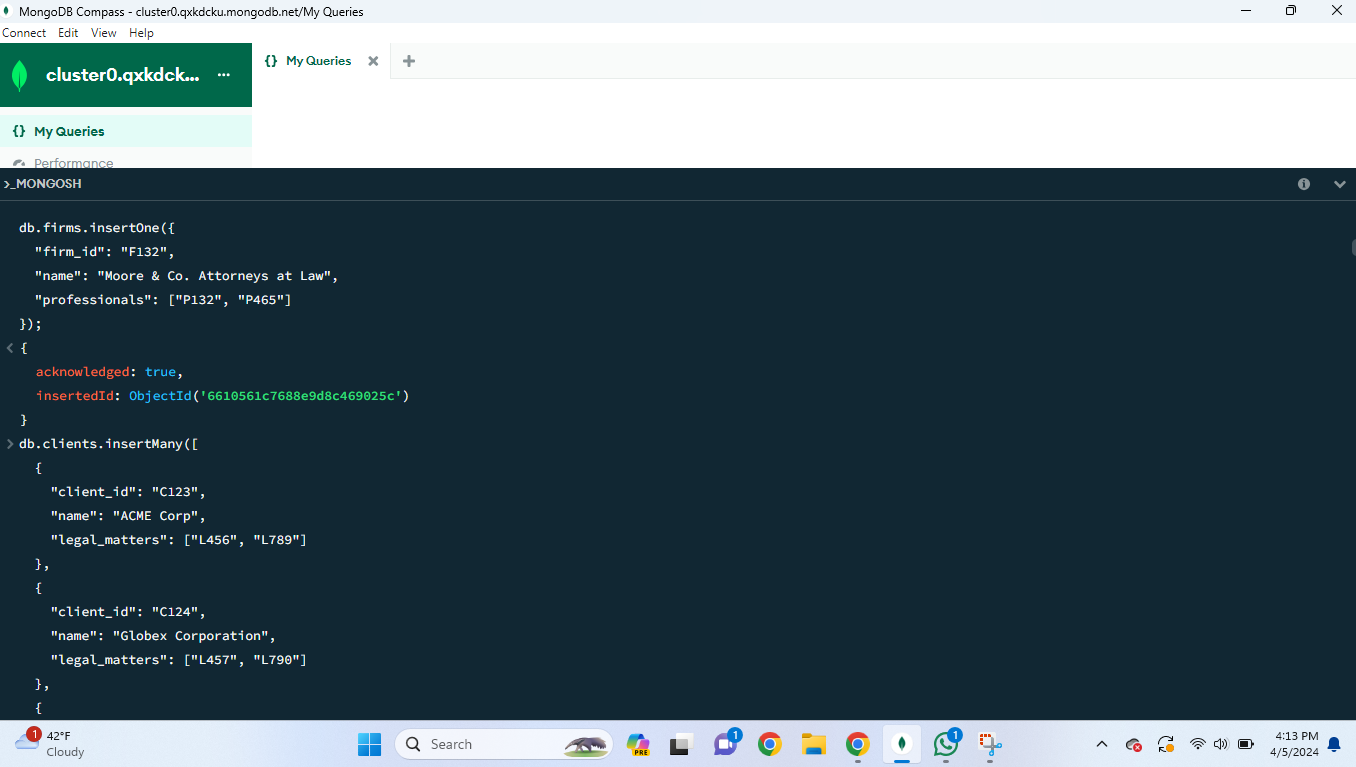 MongoDB Compass - cluster0.qxkdcku.mongodb.net/My Queries
Connect Edit View Help
cluster0.qxkdck... ...
{} My Queries
{} My Queries
Performance
>_MONGOSH
db.firms.insertOne({
"firm_id": "F132",
"name": "Moore & Co. Attorneys at Law",
"professionals": ["P132", "P465"]
});
< {
acknowledged: true,
insertedId: ObjectId('6610561c7688e9d8c469025c')
}
> db.clients.insertMany([
{
"client_id": "C123",
"name": "ACME Corp",
"legal_matters": ["L456", "L789"]
},
{
"client_id": "C124",
"name": "Globex Corporation",
"legal_matters": ["L457", "L790"]
},
{
1
42°F
Cloudy
Search
PRE
1
1
4:13 PM
4/5/2024